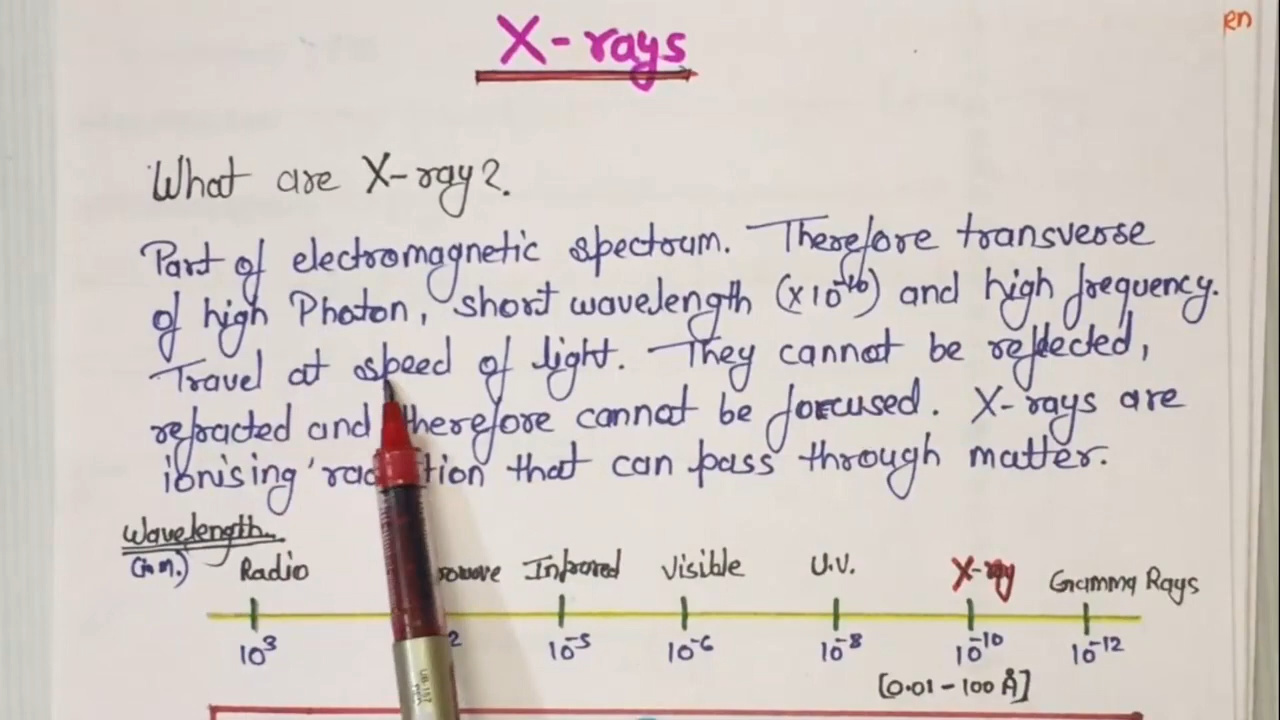 X-rays
RN
What are X-ray?.
Part of electromagnetic spectrum. Therefore transverse
of high Photon, short wavelength (x10⁻¹⁰) and high frequency.
Travel at speed of light. They cannot be reflected,
refracted and therefore cannot be focused. X-rays are
ionising that can pass through matter.
Wavelength
(in m.) Radio Infrared Visible U.V. X-ray Gramma Rays
10³ 2 10⁻⁵ 10⁻⁶ 10⁻⁸ 10⁻¹⁰ 10⁻¹²
[0.01 - 100 Å]